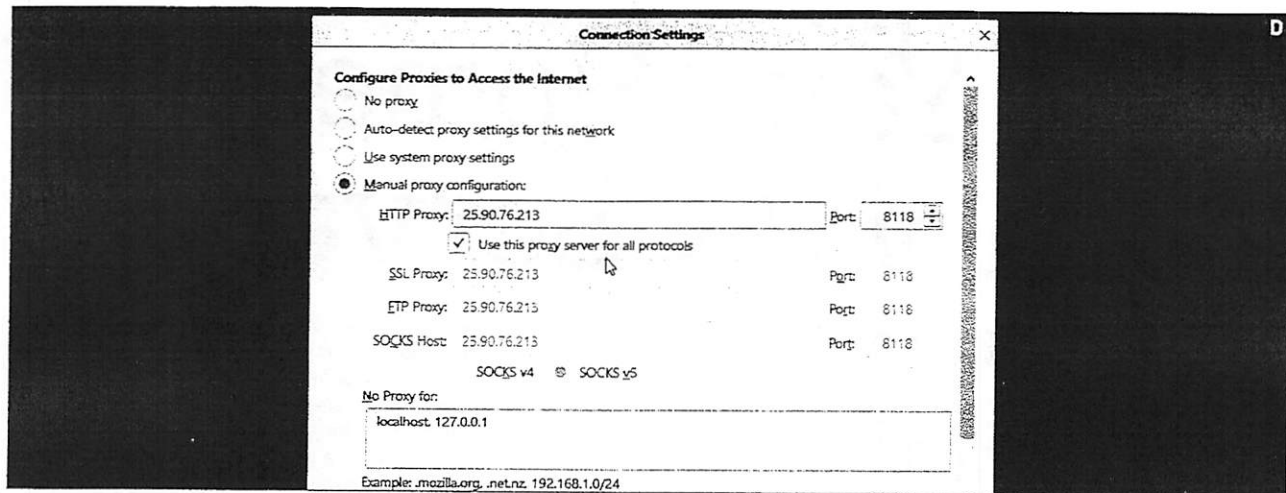 Connection Settings
D
Configure Proxies to Access the Internet
No proxy
Auto-detect proxy settings for this network
Use system proxy settings
Manual proxy configuration:
HTTP Proxy: 25.90.76.213 Port: 8118
Use this proxy server for all protocols
SSL Proxy: 25.90.76.213 Port: 8118
FTP Proxy: 25.90.76.213 Port: 8118
SOCKS Host: 25.90.76.213 Port: 8118
SOCKS v4 SOCKS v5
No Proxy for:
localhost, 127.0.0.1
Example: .mozilla.org, .net.nz, 192.168.1.0/24